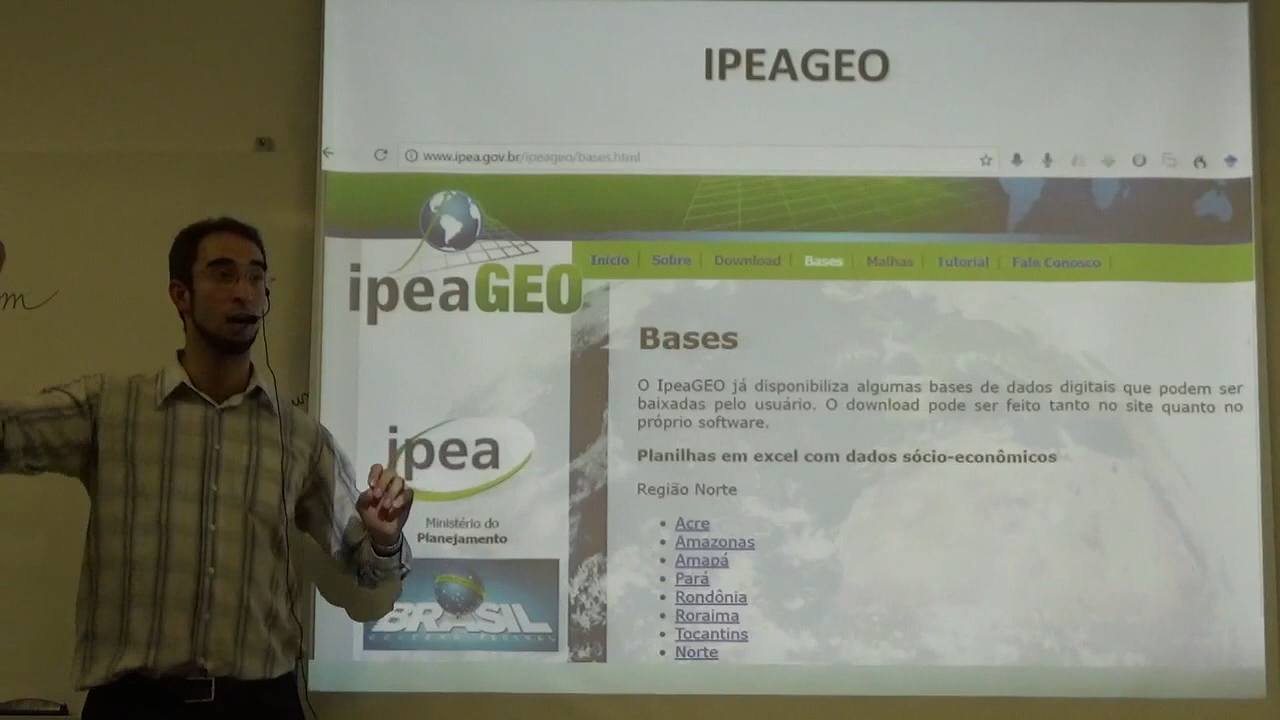 IPEAGEO
www.ipea.gov.br/ipeageo/bases.html
ipeaGEO
Início Sobre Download Bases Malhas Tutorial Fale Conosco
Bases
O IpeaGEO já disponibiliza algumas bases de dados digitais que podem ser
baixadas pelo usuário. O download pode ser feito tanto no site quanto no
próprio software.
Planilhas em excel com dados sócio-econômicos
Região Norte
Acre
Amazonas
Amapá
Pará
Rondônia
Roraima
Tocantins
Norte
ipea
Ministério do
Planejamento
BRASIL